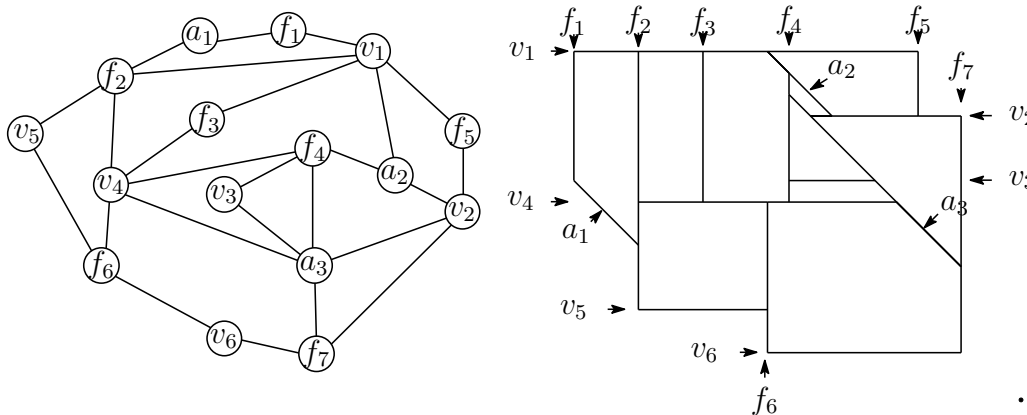 a₁ f₁
v₁
f₂
f₃
v₅
f₅
f₄
a₂
v₄
v₃
v₂
f₆
a₃
v₆
f₇
f₁ f₂ f₃ f₄ f₅
v₁
a₂
f₇
v₂
v₃
v₄
a₁
a₃
v₅
v₆
f₆
.